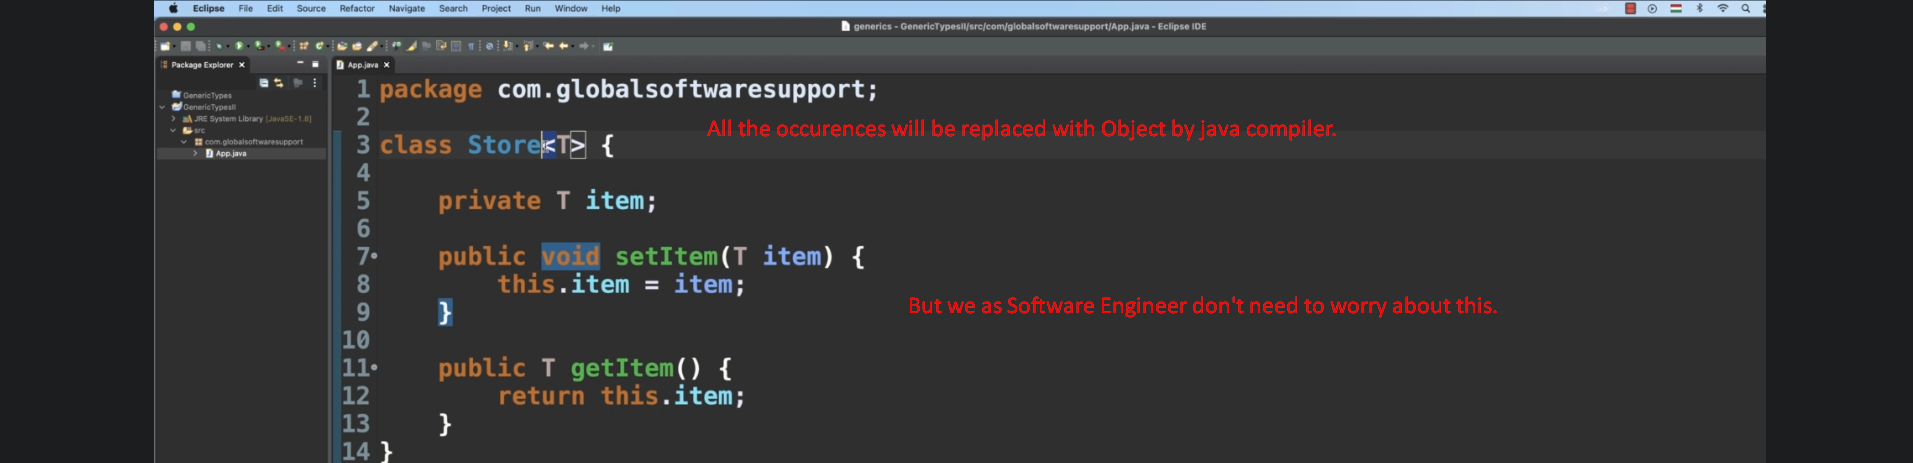 Eclipse File Edit Source Refactor Navigate Search Project Run Window Help
generics - GenericTypesII/src/com/globalsoftwaresupport/App.java - Eclipse IDE
Package Explorer
GenericTypes
GenericTypesII
JRE System Library [JavaSE-1.8]
src
com.globalsoftwaresupport
App.java
App.java
1 package com.globalsoftwaresupport;
2
All the occurences will be replaced with Object by java compiler.
3 class Store<T> {
4
5 private T item;
6
7 public void setItem(T item) {
8 this.item = item;
But we as Software Engineer don't need to worry about this.
9 }
10
11 public T getItem() {
12 return this.item;
13 }
14 }